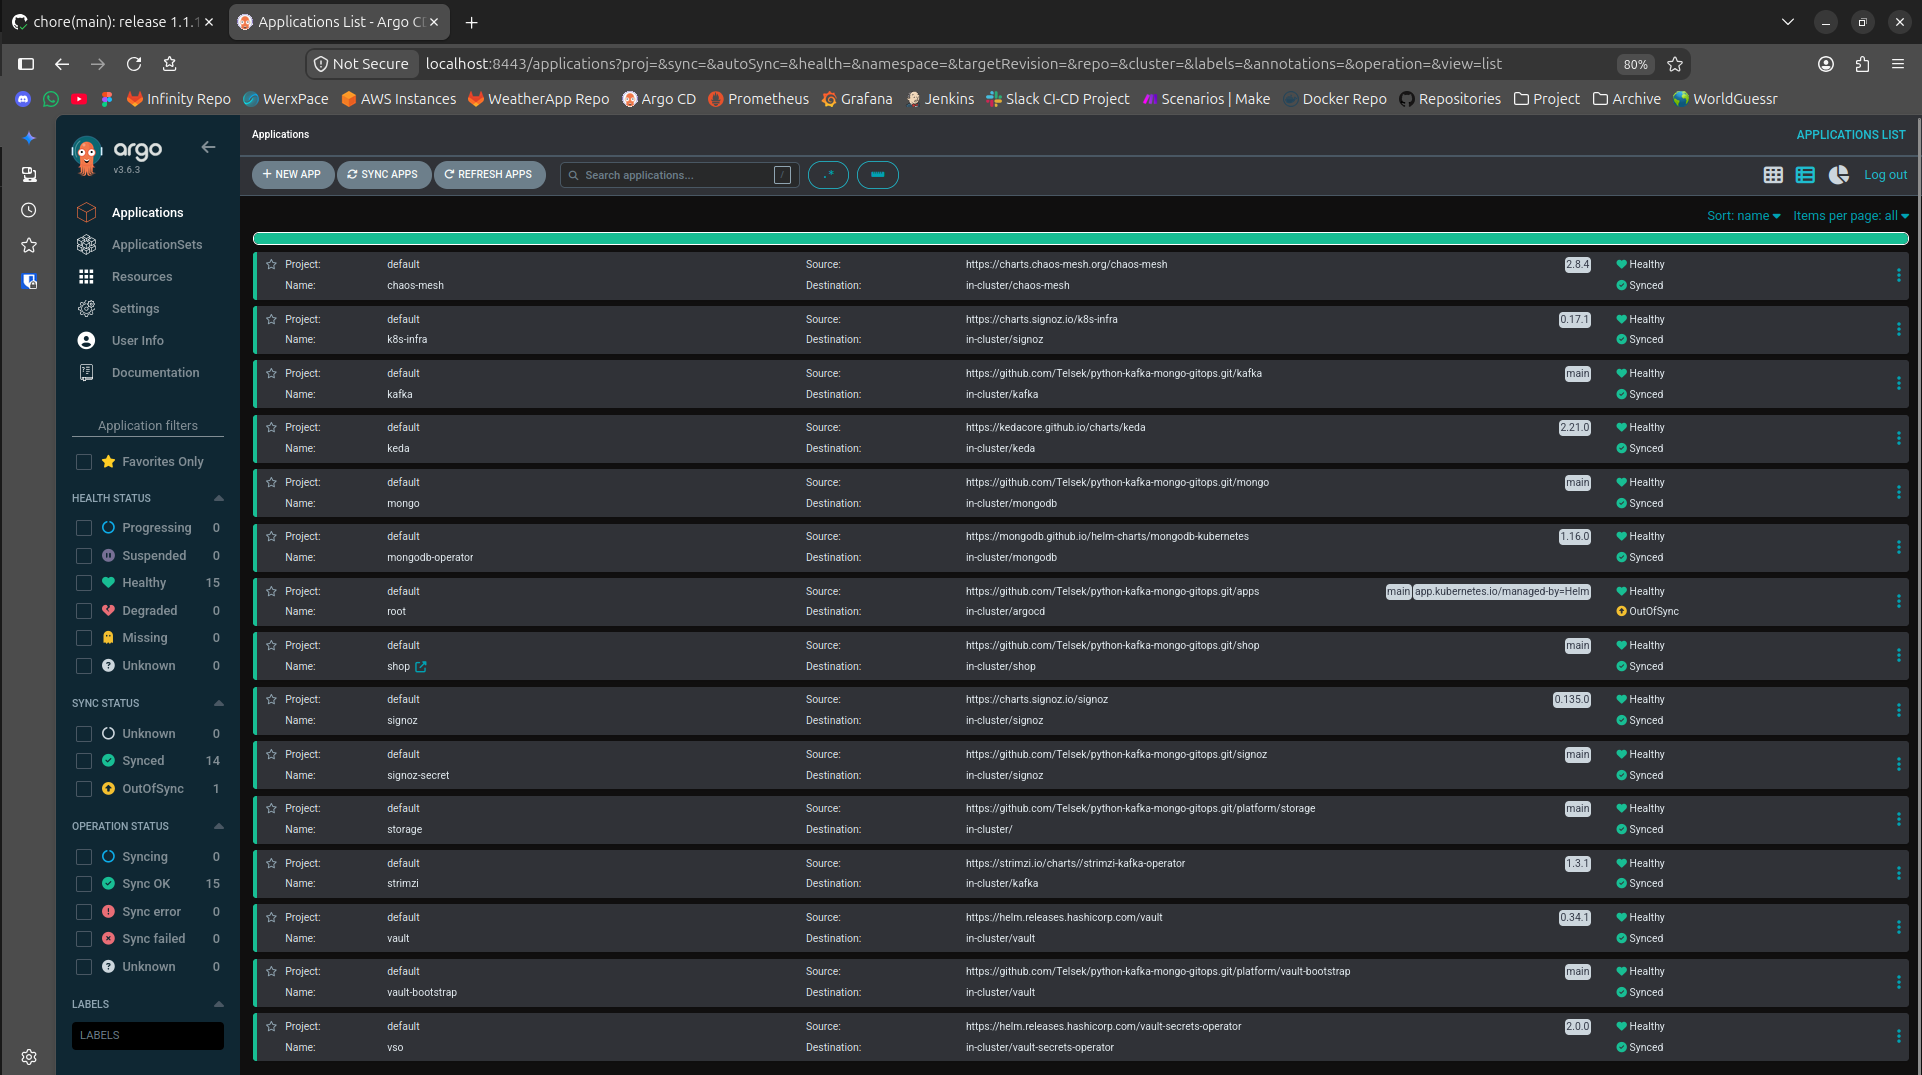 chore(main): release 1.1.1
Applications List - Argo CD
Not Secure
localhost:8443/applications?proj=&sync=&autoSync=&health=&namespace=&targetRevision=&repo=&cluster=&labels=&annotations=&operation=&view=list
80%
Infinity Repo WerxPace AWS Instances WeatherApp Repo Argo CD Prometheus Grafana Jenkins Slack CI-CD Project Scenarios | Make Docker Repo Repositories Project Archive WorldGuessr
argo
v3.6.3
Applications
ApplicationSets
Resources
Settings
User Info
Documentation
Application filters
Favorites Only
HEALTH STATUS
Progressing 0
Suspended 0
Healthy 15
Degraded 0
Missing 0
Unknown 0
SYNC STATUS
Unknown 0
Synced 14
OutOfSync 1
OPERATION STATUS
Syncing 0
Sync OK 15
Sync error 0
Sync failed 0
Unknown 0
LABELS
LABELS
Applications APPLICATIONS LIST
+ NEW APP SYNC APPS REFRESH APPS Search applications... / .* Log out
Sort: name Items per page: all
Project: default Source: https://charts.chaos-mesh.org/chaos-mesh 2.8.4 Healthy
Name: chaos-mesh Destination: in-cluster/chaos-mesh Synced
Project: default Source: https://charts.signoz.io/k8s-infra 0.17.1 Healthy
Name: k8s-infra Destination: in-cluster/signoz Synced
Project: default Source: https://github.com/Telsek/python-kafka-mongo-gitops.git/kafka main Healthy
Name: kafka Destination: in-cluster/kafka Synced
Project: default Source: https://kedacore.github.io/charts/keda 2.21.0 Healthy
Name: keda Destination: in-cluster/keda Synced
Project: default Source: https://github.com/Telsek/python-kafka-mongo-gitops.git/mongo main Healthy
Name: mongo Destination: in-cluster/mongodb Synced
Project: default Source: https://mongodb.github.io/helm-charts/mongodb-kubernetes 1.16.0 Healthy
Name: mongodb-operator Destination: in-cluster/mongodb Synced
Project: default Source: https://github.com/Telsek/python-kafka-mongo-gitops.git/apps main app.kubernetes.io/managed-by=Helm Healthy
Name: root Destination: in-cluster/argocd OutOfSync
Project: default Source: https://github.com/Telsek/python-kafka-mongo-gitops.git/shop main Healthy
Name: shop Destination: in-cluster/shop Synced
Project: default Source: https://charts.signoz.io/signoz 0.135.0 Healthy
Name: signoz Destination: in-cluster/signoz Synced
Project: default Source: https://github.com/Telsek/python-kafka-mongo-gitops.git/signoz main Healthy
Name: signoz-secret Destination: in-cluster/signoz Synced
Project: default Source: https://github.com/Telsek/python-kafka-mongo-gitops.git/platform/storage main Healthy
Name: storage Destination: in-cluster/ Synced
Project: default Source: https://strimzi.io/charts//strimzi-kafka-operator 1.3.1 Healthy
Name: strimzi Destination: in-cluster/kafka Synced
Project: default Source: https://helm.releases.hashicorp.com/vault 0.34.1 Healthy
Name: vault Destination: in-cluster/vault Synced
Project: default Source: https://github.com/Telsek/python-kafka-mongo-gitops.git/platform/vault-bootstrap main Healthy
Name: vault-bootstrap Destination: in-cluster/vault Synced
Project: default Source: https://helm.releases.hashicorp.com/vault-secrets-operator 2.0.0 Healthy
Name: vso Destination: in-cluster/vault-secrets-operator Synced